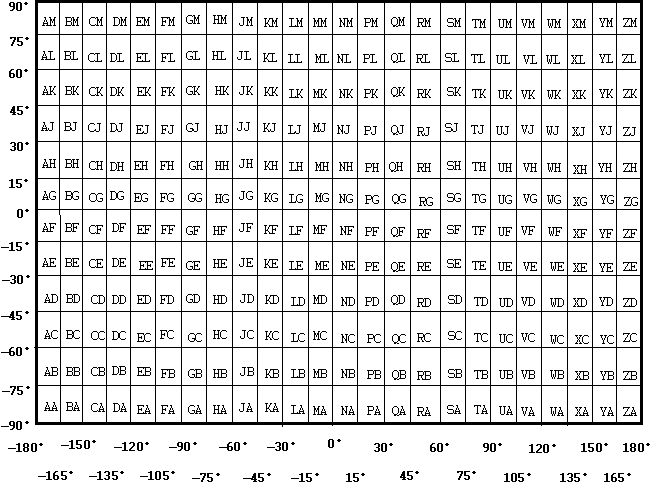 90°
AM BM CM DM EM FM GM HM JM KM LM MM NM PM QM RM SM TM UM VM WM XM YM ZM
75°
AL BL CL DL EL FL GL HL JL KL LL ML NL PL QL RL SL TL UL VL WL XL YL ZL
60°
AK BK CK DK EK FK GK HK JK KK LK MK NK PK QK RK SK TK UK VK WK XK YK ZK
45°
AJ BJ CJ DJ EJ FJ GJ HJ JJ KJ LJ MJ NJ PJ QJ RJ SJ TJ UJ VJ WJ XJ YJ ZJ
30°
AH BH CH DH EH FH GH HH JH KH LH MH NH PH QH RH SH TH UH VH WH XH YH ZH
15°
AG BG CG DG EG FG GG HG JG KG LG MG NG PG QG RG SG TG UG VG WG XG YG ZG
0°
AF BF CF DF EF FF GF HF JF KF LF MF NF PF QF RF SF TF UF VF WF XF YF ZF
−15°
AE BE CE DE EE FE GE HE JE KE LE ME NE PE QE RE SE TE UE VE WE XE YE ZE
−30°
AD BD CD DD ED FD GD HD JD KD LD MD ND PD QD RD SD TD UD VD WD XD YD ZD
−45°
AC BC CC DC EC FC GC HC JC KC LC MC NC PC QC RC SC TC UC VC WC XC YC ZC
−60°
AB BB CB DB EB FB GB HB JB KB LB MB NB PB QB RB SB TB UB VB WB XB YB ZB
−75°
AA BA CA DA EA FA GA HA JA KA LA MA NA PA QA RA SA TA UA VA WA XA YA ZA
−90°
−180° −150° −120° −90° −60° −30° 0° 30° 60° 90° 120° 150° 180°
−165° −135° −105° −75° −45° −15° 15° 45° 75° 105° 135° 165°